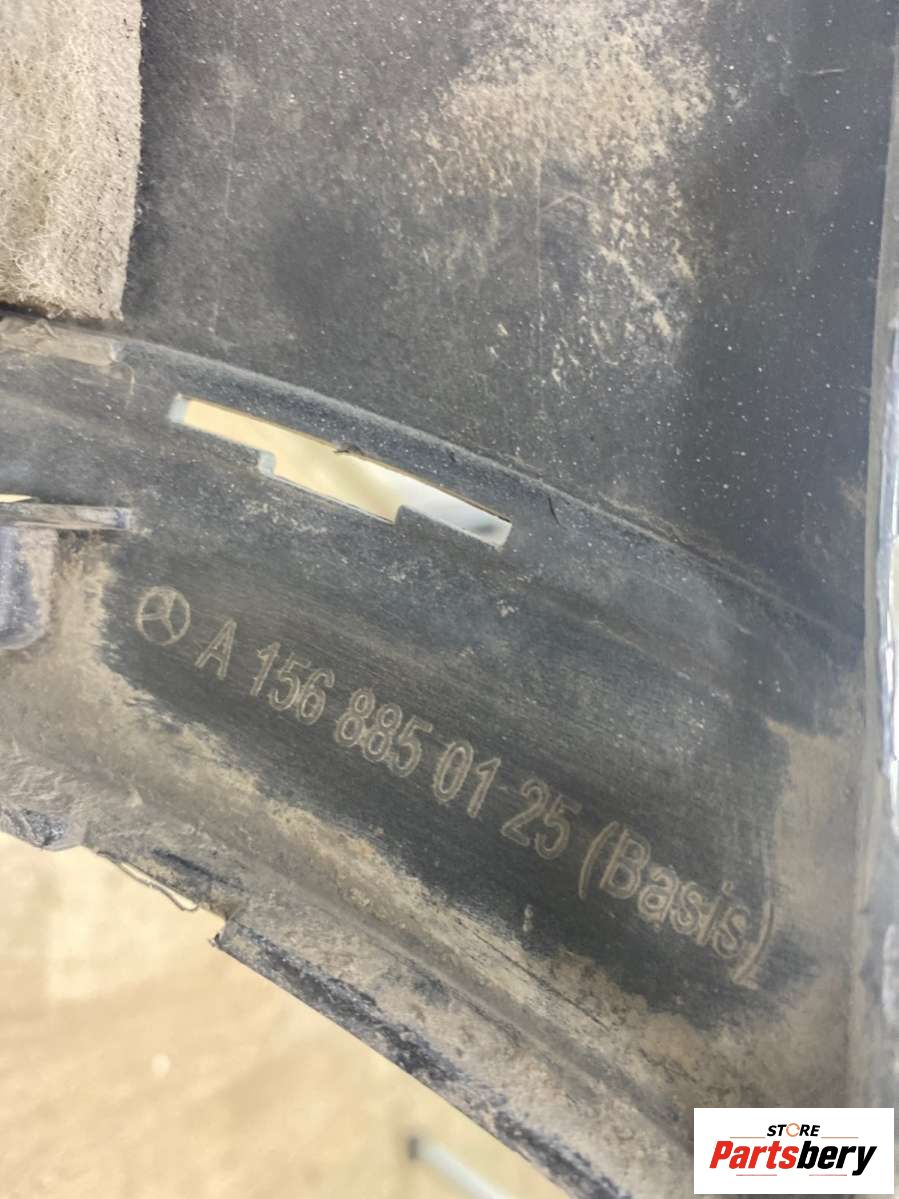 A 156 885 01 25 (Basis)
STORE
Partsbery